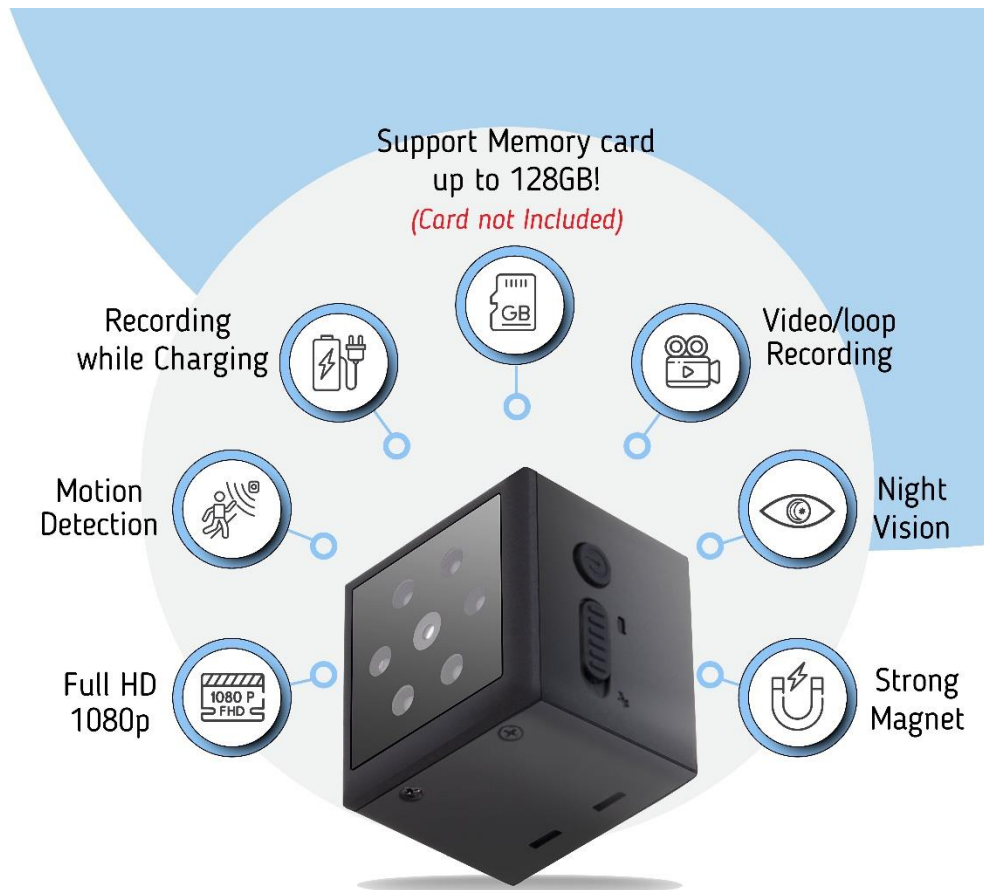 Support Memory card
up to 128GB!
(Card not Included)
GB
Recording
while Charging
Video/loop
Recording
Motion
Detection
Night
Vision
Full HD
1080p
1080 P
FHD
Strong
Magnet